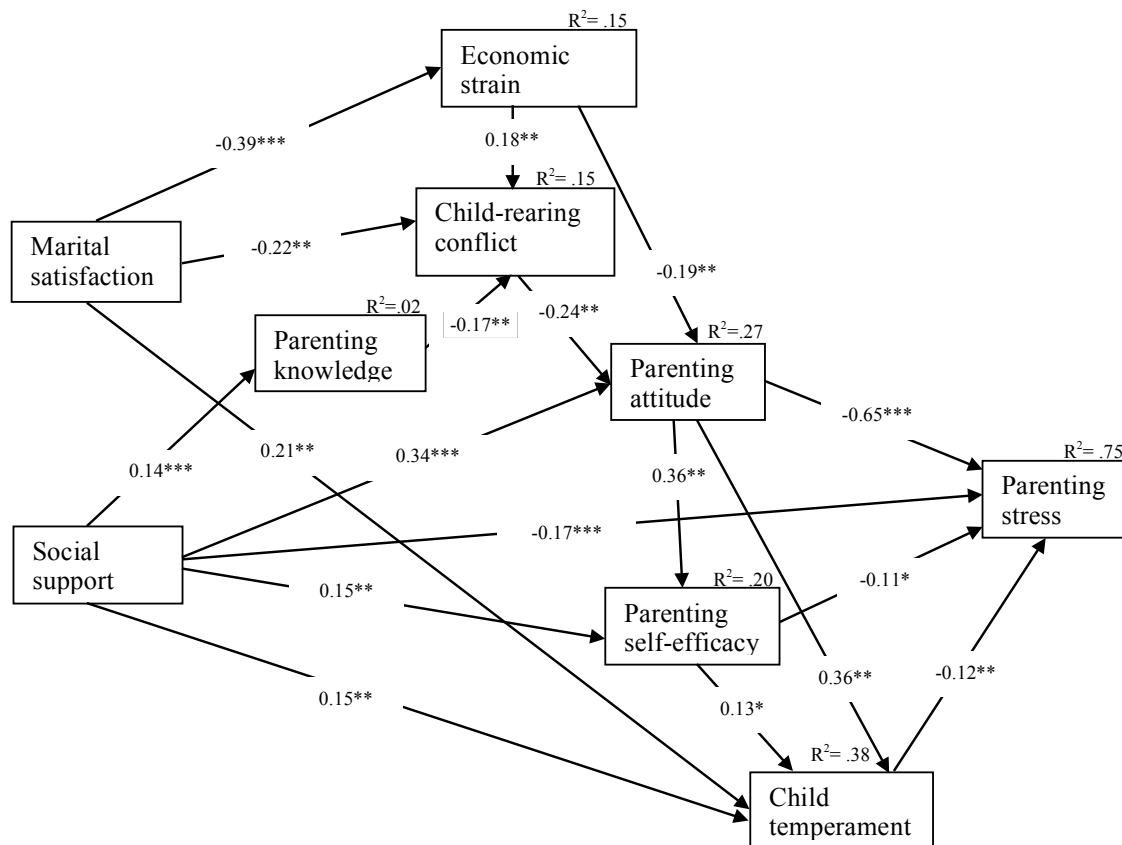 R²= .15
Economic
strain
-0.39***
0.18**
R²= .15
Child-rearing
conflict
Marital
satisfaction
-0.22**
-0.19**
R²=.02
-0.17**
-0.24**
Parenting
knowledge
R²=.27
Parenting
attitude
-0.65***
0.21**
0.34***
0.14***
0.36**
R²= .75
Parenting
stress
Social
support
-0.17***
R²= .20
-0.11*
0.15**
Parenting
self-efficacy
0.36**
-0.12**
0.15**
0.13*
R²= .38
Child
temperament